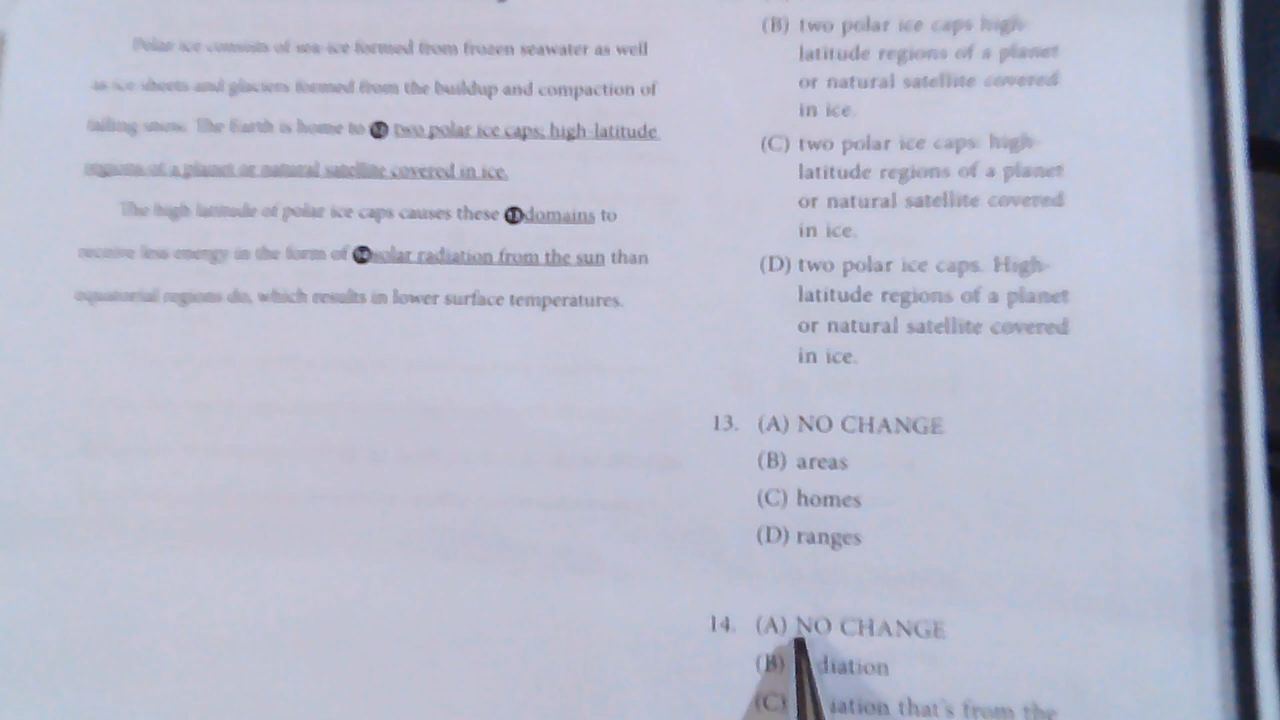 Polar ice consists of sea-ice formed from frozen seawater as well
as ice sheets and glaciers formed from the buildup and compaction of
falling snow. The Earth is home to two polar ice caps; high-latitude
regions of a planet or natural satellite covered in ice.
The high latitude of polar ice caps causes these domains to
receive less energy in the form of solar radiation from the sun than
equatorial regions do, which results in lower surface temperatures.
(B) two polar ice caps high-
latitude regions of a planet
or natural satellite covered
in ice.
(C) two polar ice caps: high-
latitude regions of a planet
or natural satellite covered
in ice.
(D) two polar ice caps. High-
latitude regions of a planet
or natural satellite covered
in ice.
13. (A) NO CHANGE
(B) areas
(C) homes
(D) ranges
14. (A) NO CHANGE
(B) diation
(C) iation that's from the